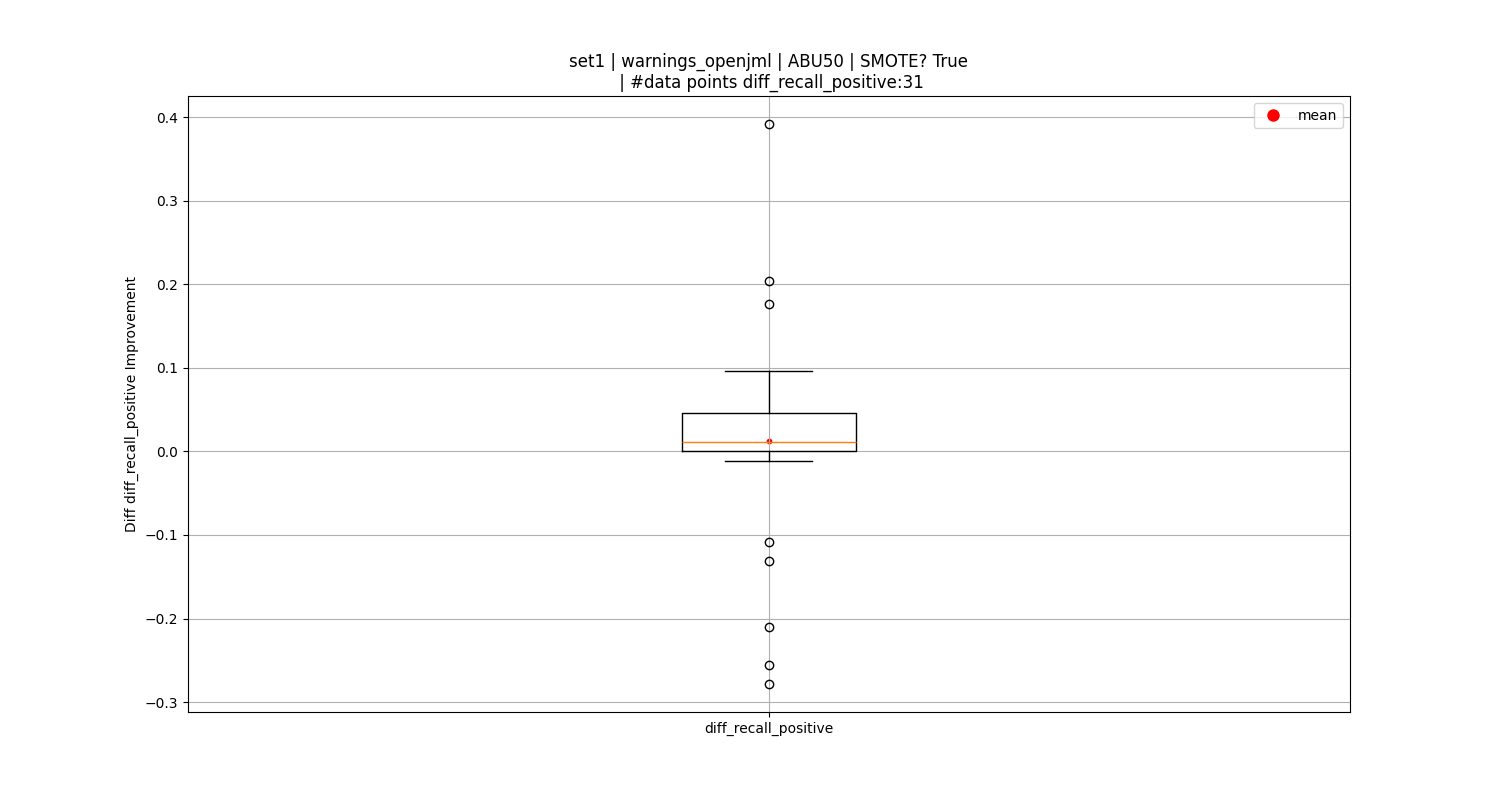 set1 | warnings_openjml | ABU50 | SMOTE? True
| #data points diff_recall_positive:31
mean
0.4
0.3
0.2
0.1
0.0
−0.1
−0.2
−0.3
Diff diff_recall_positive Improvement
diff_recall_positive